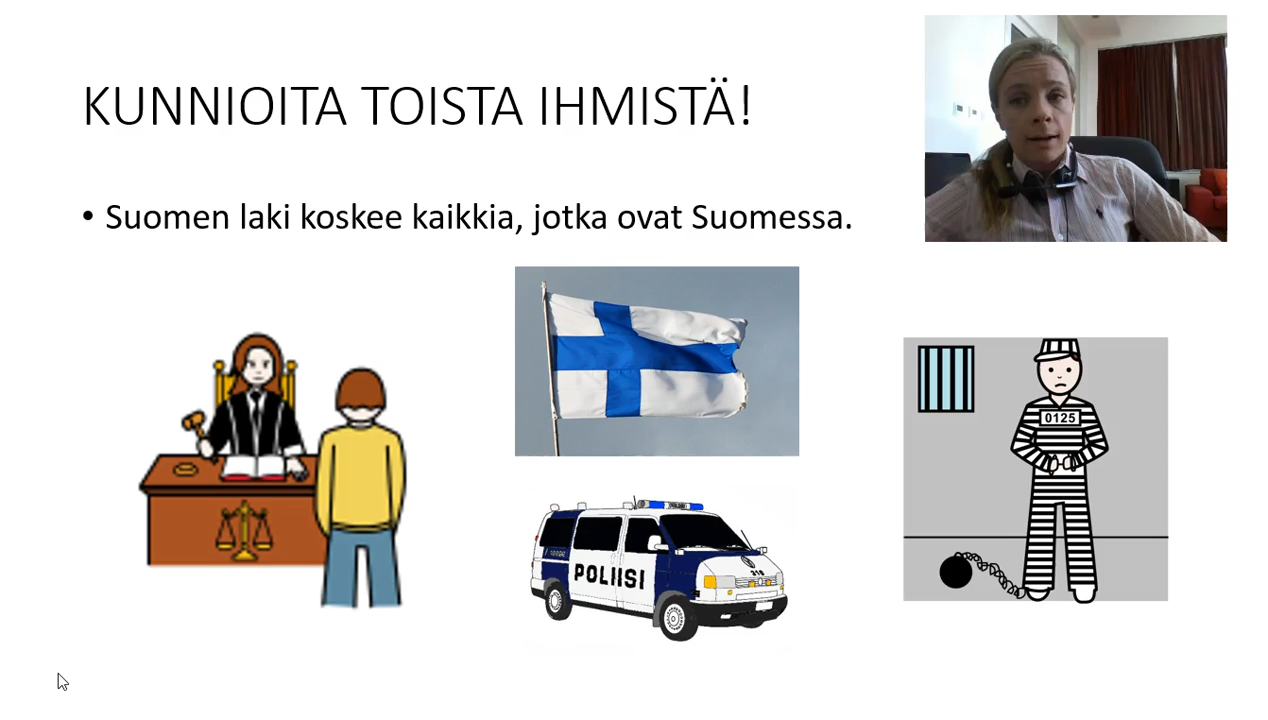 KUNNIOITA TOISTA IHMISTÄ!
• Suomen laki koskee kaikkia, jotka ovat Suomessa.
0125
POLIISI